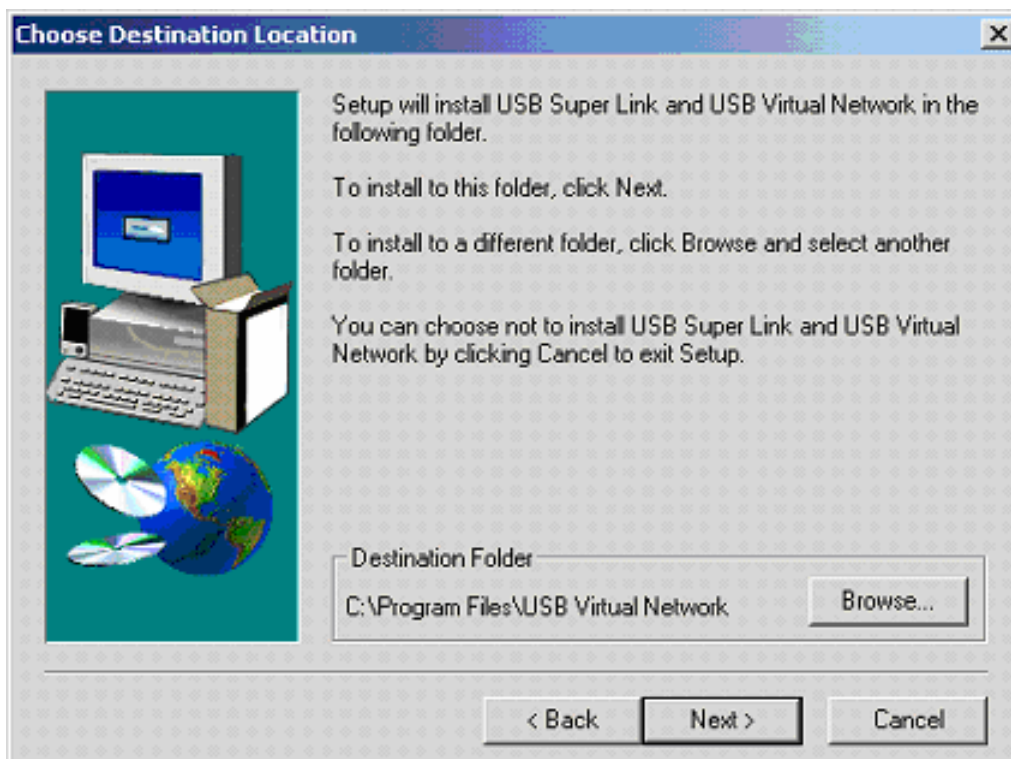 Choose Destination Location
Setup will install USB Super Link and USB Virtual Network in the
following folder.
To install to this folder, click Next.
To install to a different folder, click Browse and select another
folder.
You can choose not to install USB Super Link and USB Virtual
Network by clicking Cancel to exit Setup.
Destination Folder
C:\Program Files\USB Virtual Network
Browse...
< Back
Next >
Cancel